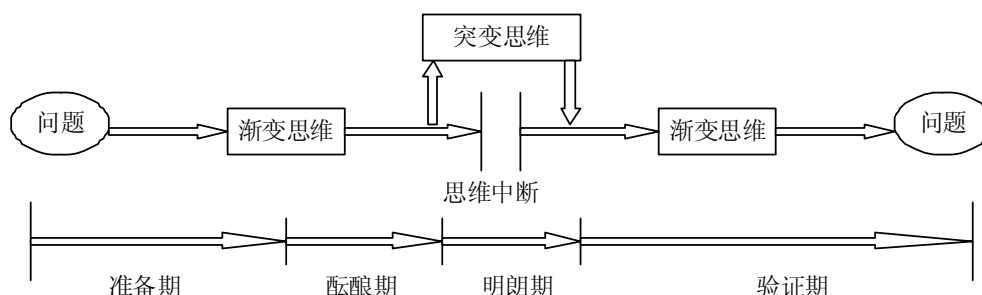 突变思维
问题
渐变思维
渐变思维
问题
思维中断
准备期
酝酿期
明朗期
验证期